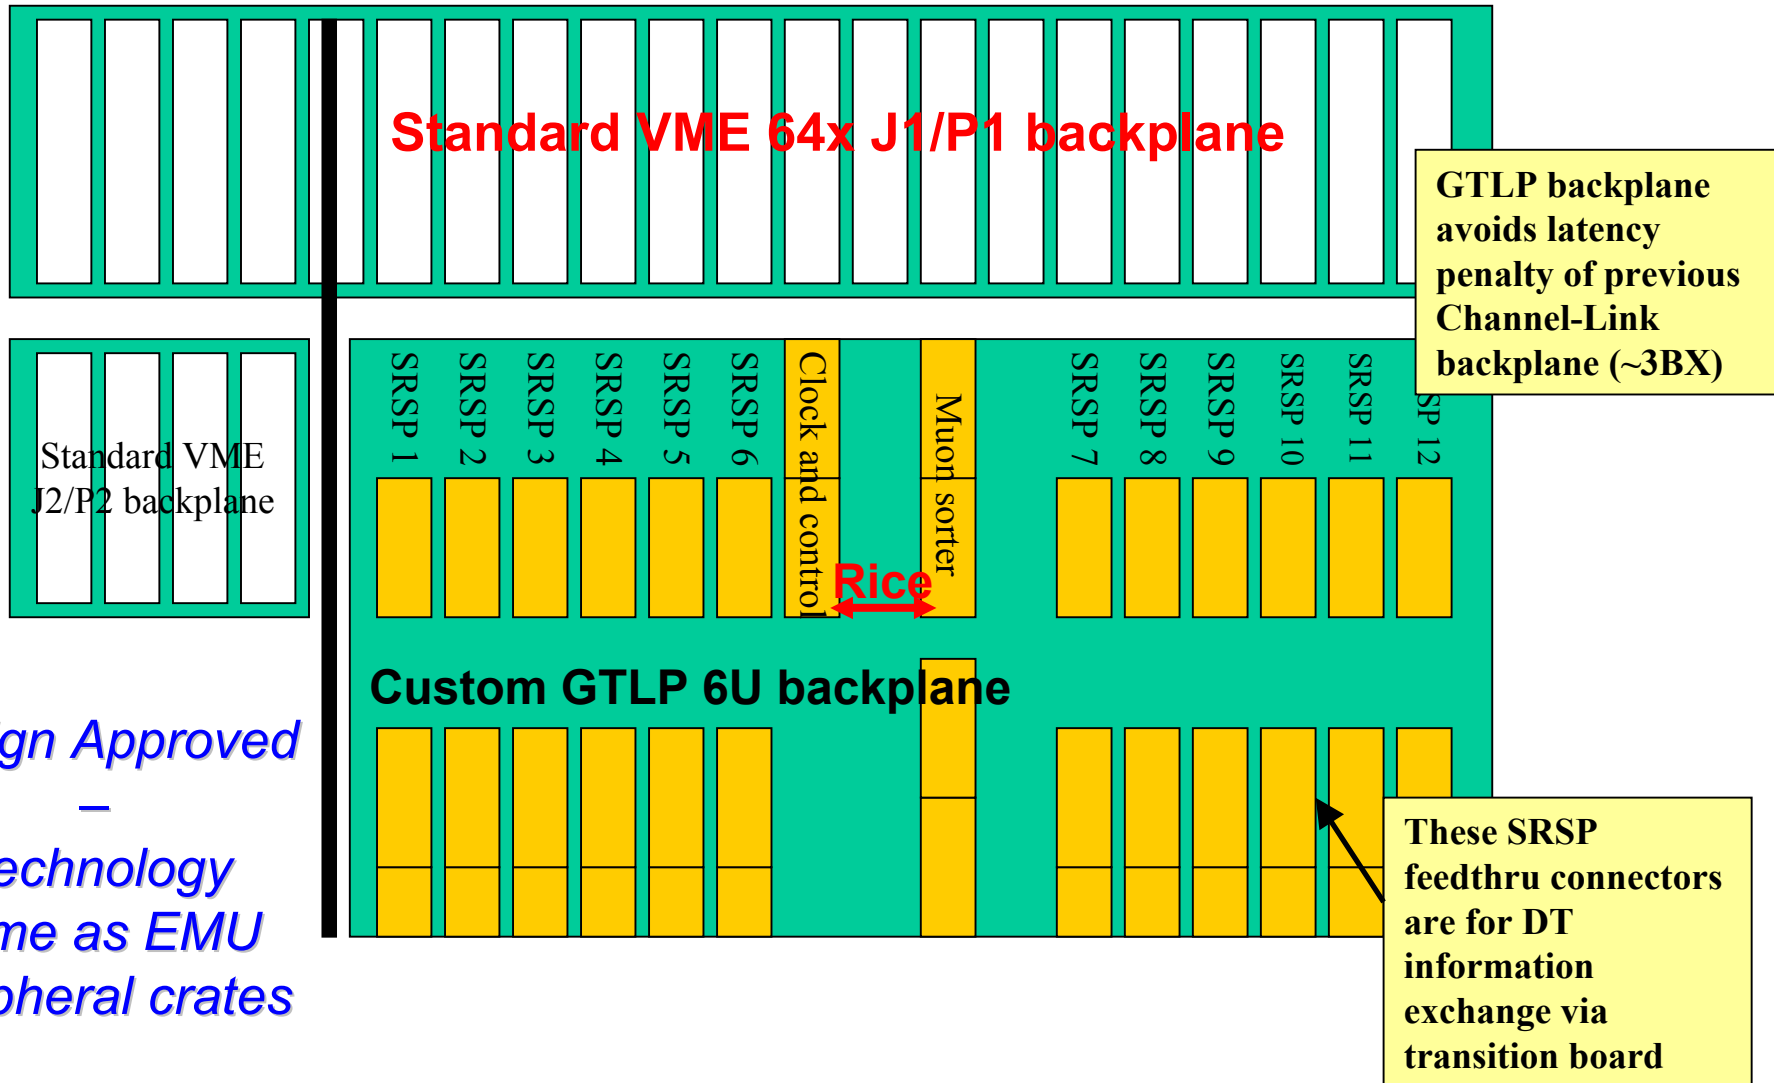 Standard VME 64x J1/P1 backplane
GTLP backplane
avoids latency
penalty of previous
Channel-Link
backplane (~3BX)
SRSP 1
SRSP 2
SRSP 3
SRSP 4
SRSP 5
SRSP 6
Clock and control
Muon sorter
SRSP 7
SRSP 8
SRSP 9
SRSP 10
SRSP 11
SP 12
Standard VME
J2/P2 backplane
Rice
Custom GTLP 6U backplane
ign Approved
–
echnology
me as EMU
pheral crates
These SRSP
feedthru connectors
are for DT
information
exchange via
transition board